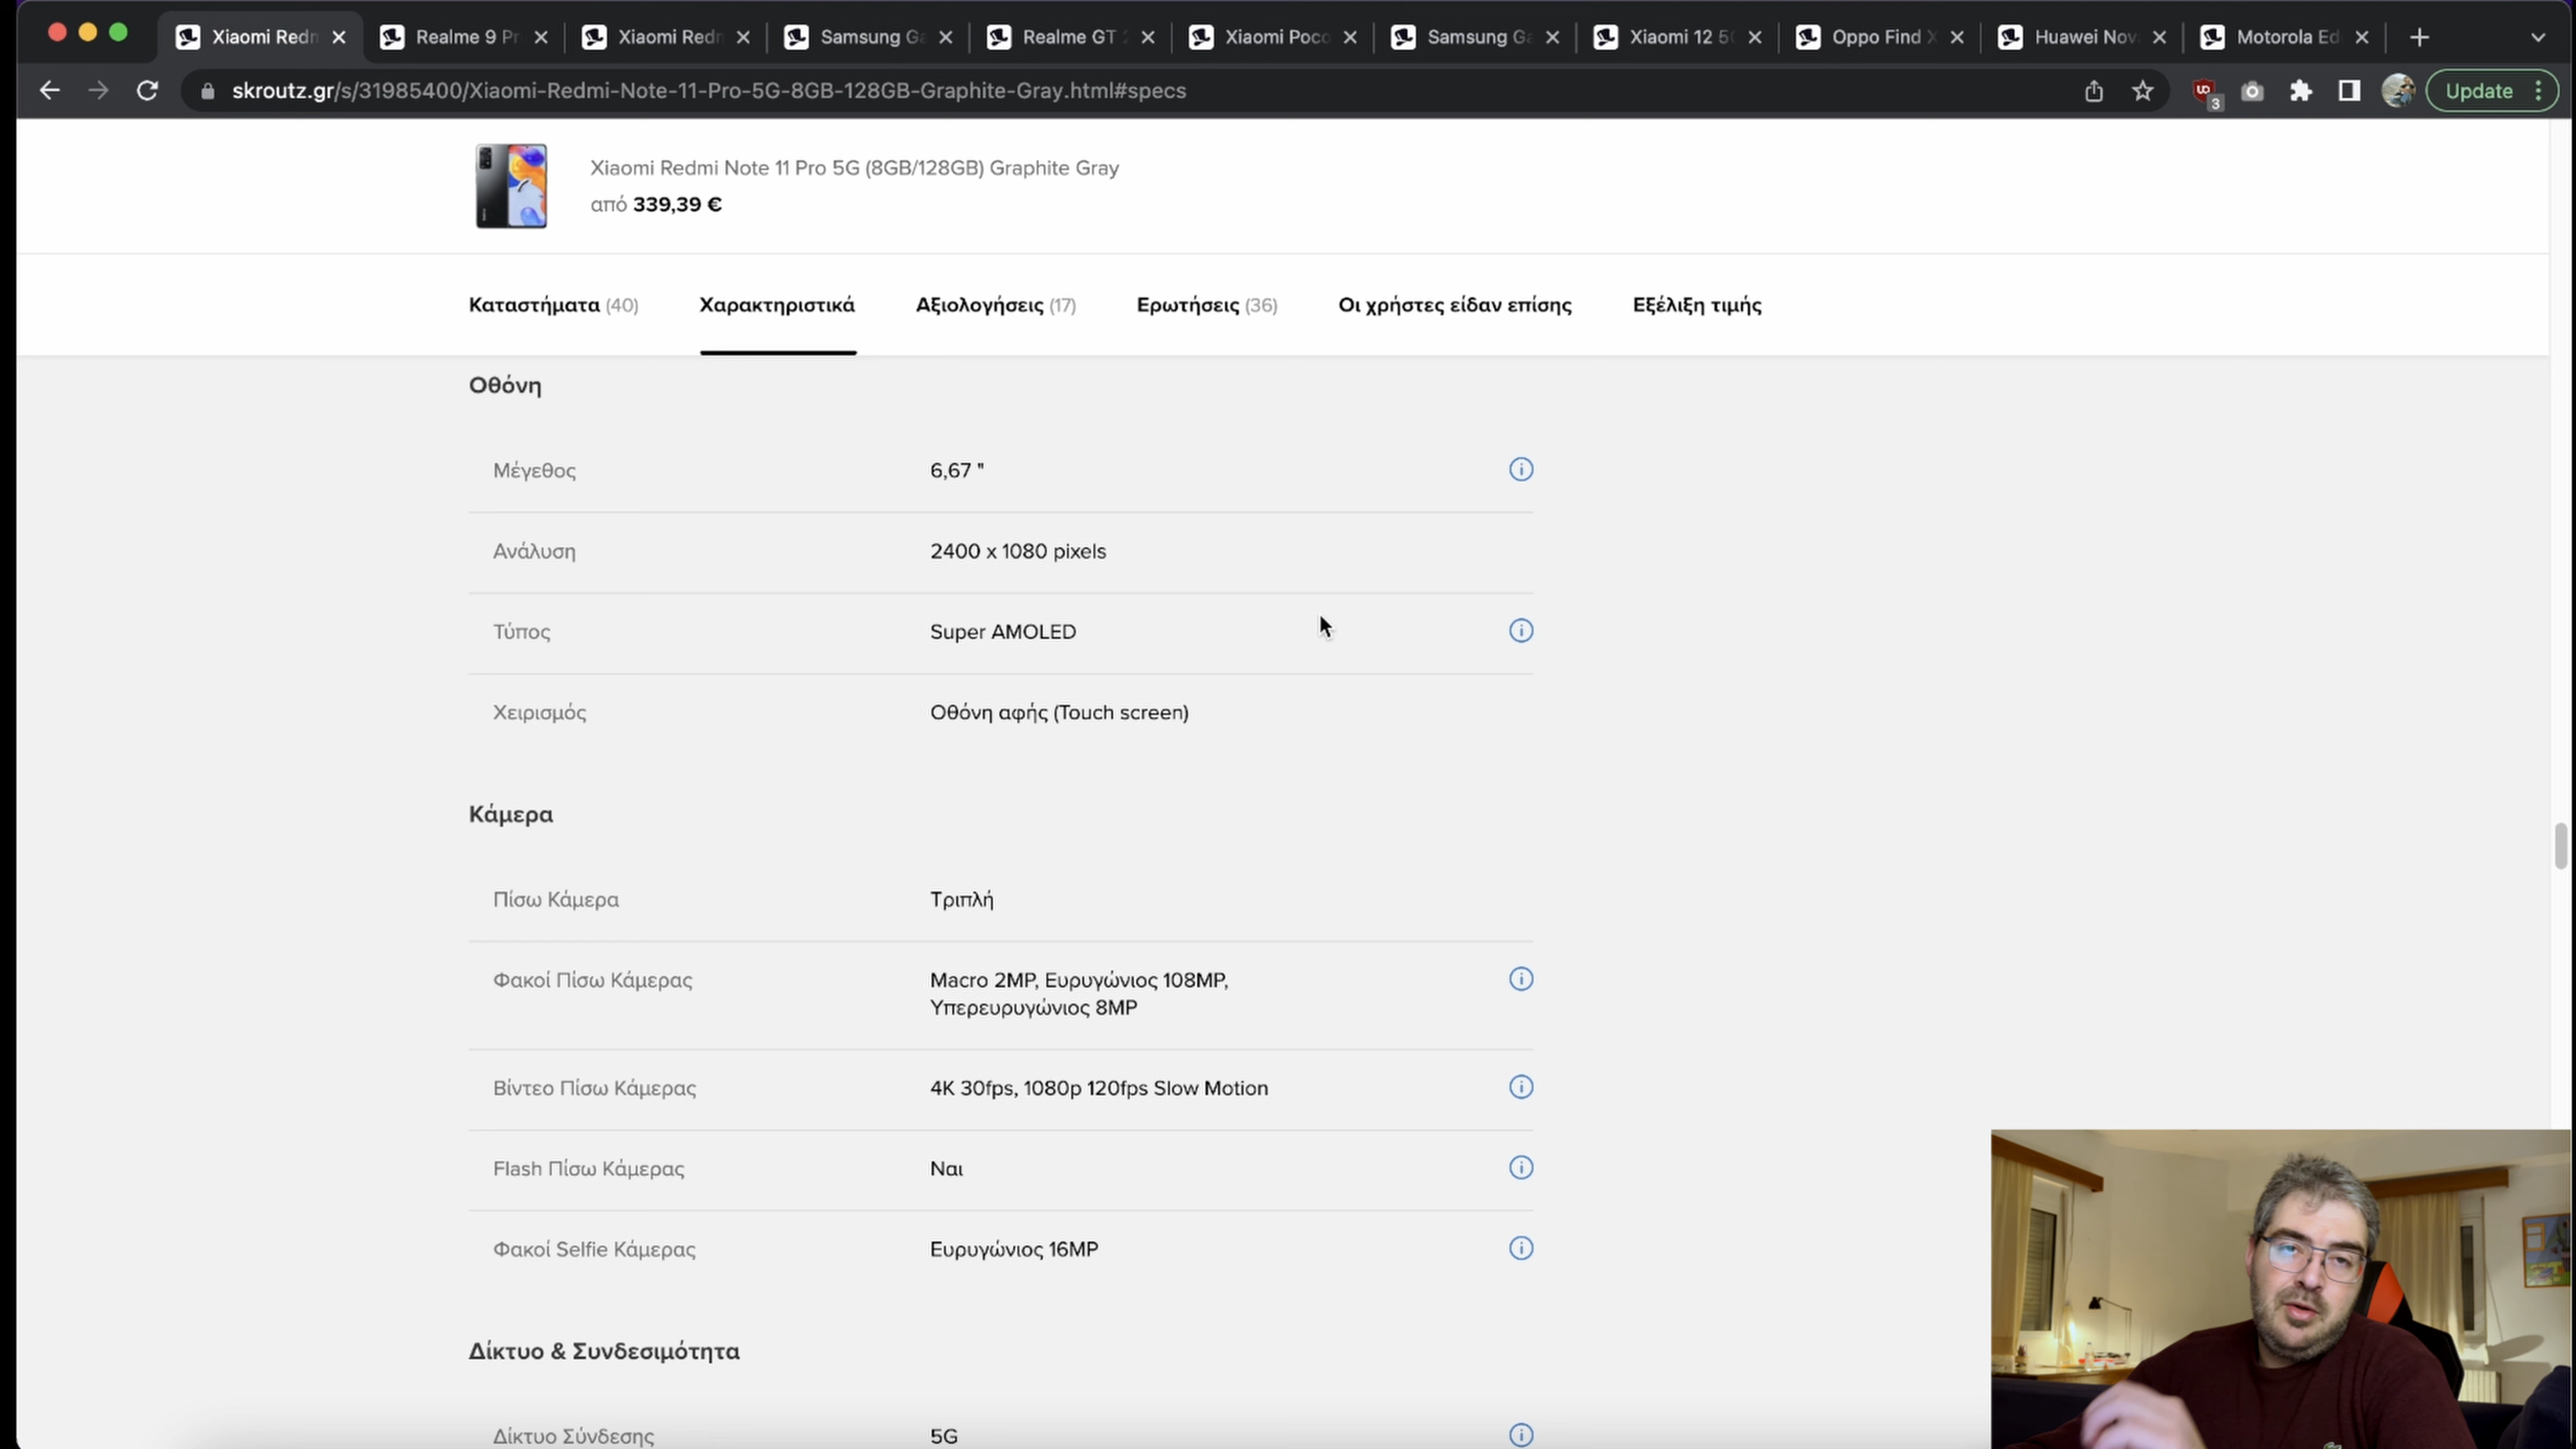 Xiaomi Redm
Realme 9 Pr
Xiaomi Redm
Samsung Ga
Realme GT 2
Xiaomi Poco
Samsung Ga
Xiaomi 12 5G
Oppo Find X
Huawei Nov
Motorola Ed
skroutz.gr/s/31985400/Xiaomi-Redmi-Note-11-Pro-5G-8GB-128GB-Graphite-Gray.html#specs
3
Update
Xiaomi Redmi Note 11 Pro 5G (8GB/128GB) Graphite Gray
από 339,39 €
Καταστήματα (40) Χαρακτηριστικά Αξιολογήσεις (17) Ερωτήσεις (36) Οι χρήστες είδαν επίσης Εξέλιξη τιμής
Οθόνη
Μέγεθος 6,67 "
Ανάλυση 2400 x 1080 pixels
Τύπος Super AMOLED
Χειρισμός Οθόνη αφής (Touch screen)
Κάμερα
Πίσω Κάμερα Τριπλή
Φακοί Πίσω Κάμερας Macro 2MP, Ευρυγώνιος 108MP,
Υπερευρυγώνιος 8MP
Βίντεο Πίσω Κάμερας 4K 30fps, 1080p 120fps Slow Motion
Flash Πίσω Κάμερας Ναι
Φακοί Selfie Κάμερας Ευρυγώνιος 16MP
Δίκτυο & Συνδεσιμότητα
Δίκτυο Σύνδεσης 5G